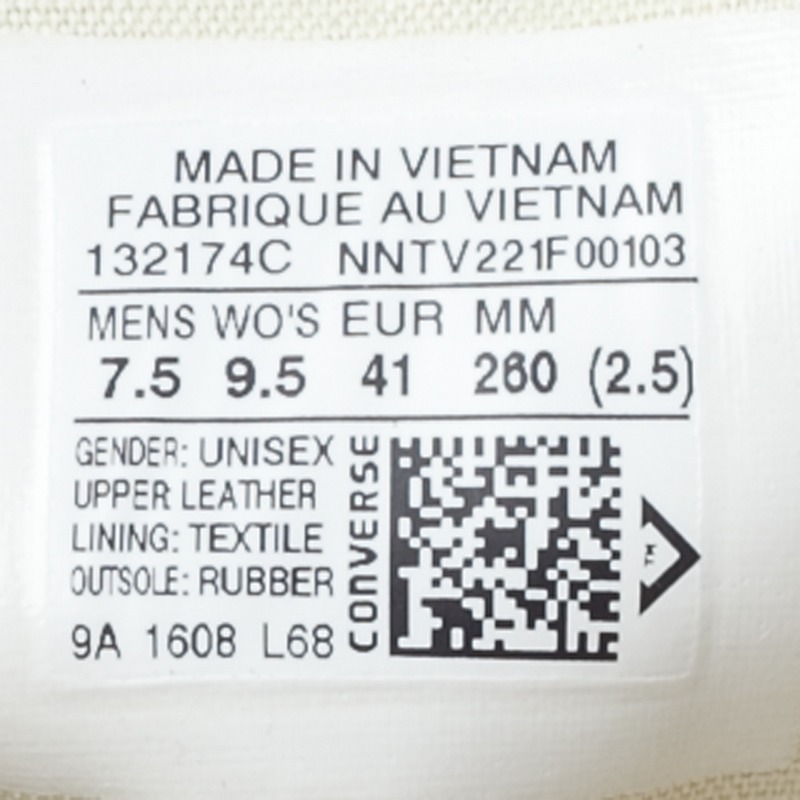 MADE IN VIETNAM
FABRIQUE AU VIETNAM
132174C NNTV221F00103
MENS WO'S EUR MM
7.5 9.5 41 260 (2.5)
GENDER: UNISEX
UPPER LEATHER
LINING: TEXTILE
OUTSOLE: RUBBER
9A 1608 L68
CONVERSE
TM